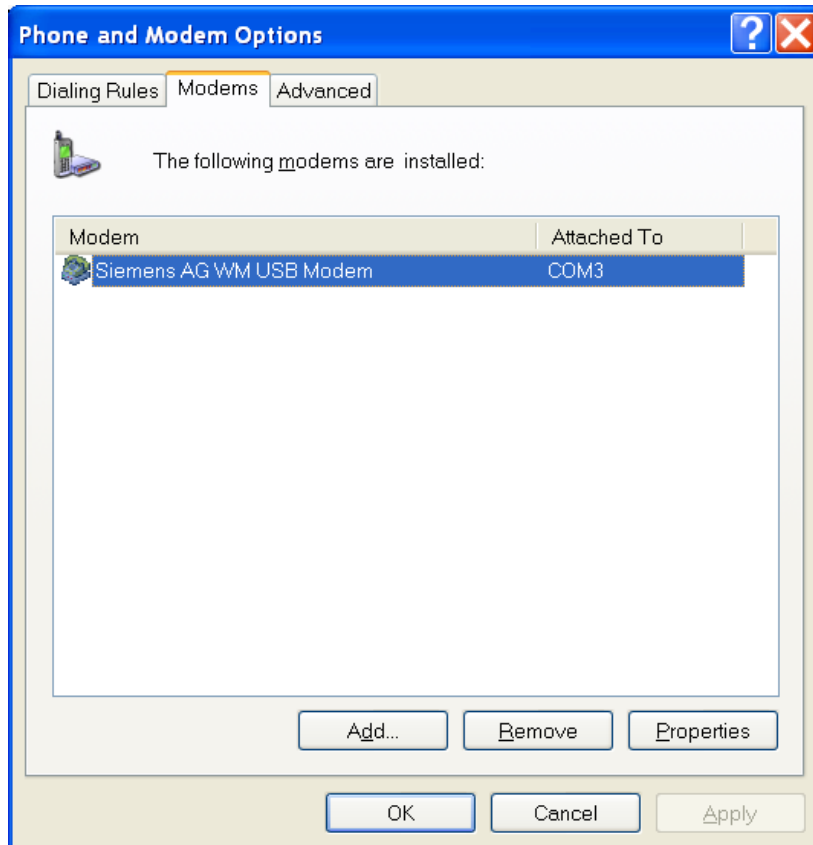 Phone and Modem Options
Dialing Rules Modems Advanced
The following modems are installed:
Modem Attached To
Siemens AG WM USB Modem COM3
Add... Remove Properties
OK Cancel Apply